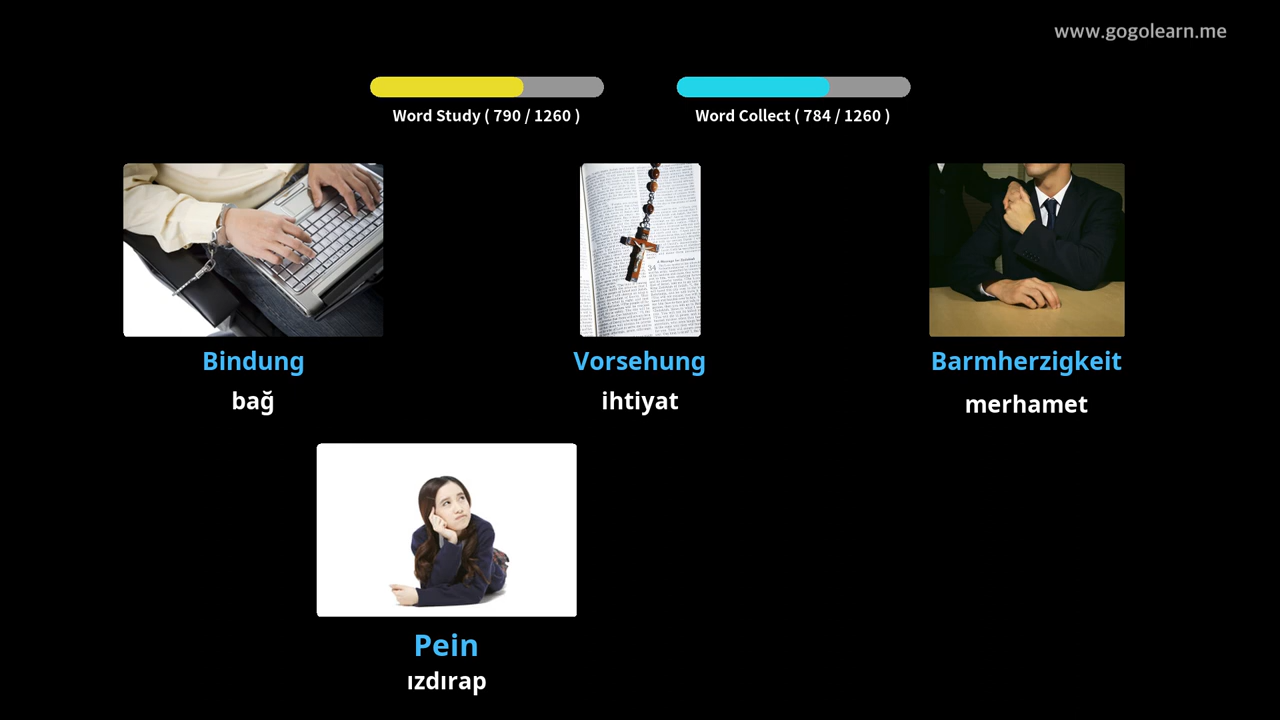 www.gogolearn.me
Word Study ( 790 / 1260 )
Word Collect ( 784 / 1260 )
Bindung
bağ
Vorsehung
ihtiyat
Barmherzigkeit
merhamet
Pein
ızdırap